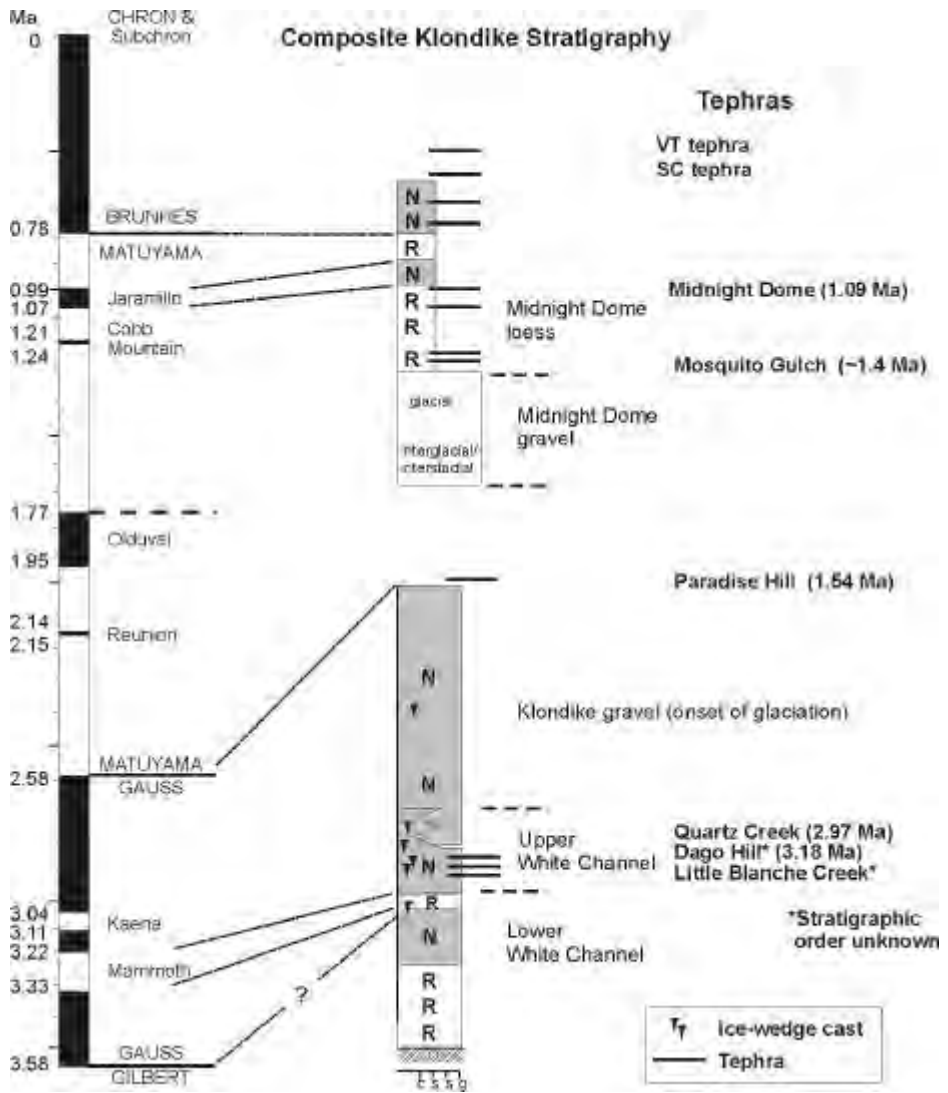 Ma
CHRON &
Subchron
Composite Klondike Stratigraphy
0
Tephras
VT tephra
SC tephra
N
BRUNHES
N
0.78
MATUYAMA
R
N
0.99
Jaramillo
Midnight Dome (1.09 Ma)
1.07
R
Midnight Dome
loess
1.21
Cobb
Mountain
R
1.24
R
Mosquito Gulch (~1.4 Ma)
glacial
Midnight Dome
gravel
interglacial/
interstadial
1.77
Olduvai
1.95
Paradise Hill (1.54 Ma)
2.14
Reunion
2.15
N
Klondike gravel (onset of glaciation)
MATUYAMA
2.58
GAUSS
N
Quartz Creek (2.97 Ma)
Upper
White Channel
Dago Hill* (3.18 Ma)
N
Little Blanche Creek*
3.04
Kaena
R
3.11
*Stratigraphic
order unknown
N
Lower
White Channel
3.22
Mammoth
3.33
R
?
R
R
ice-wedge cast
Tephra
GAUSS
3.58
GILBERT
c s s g